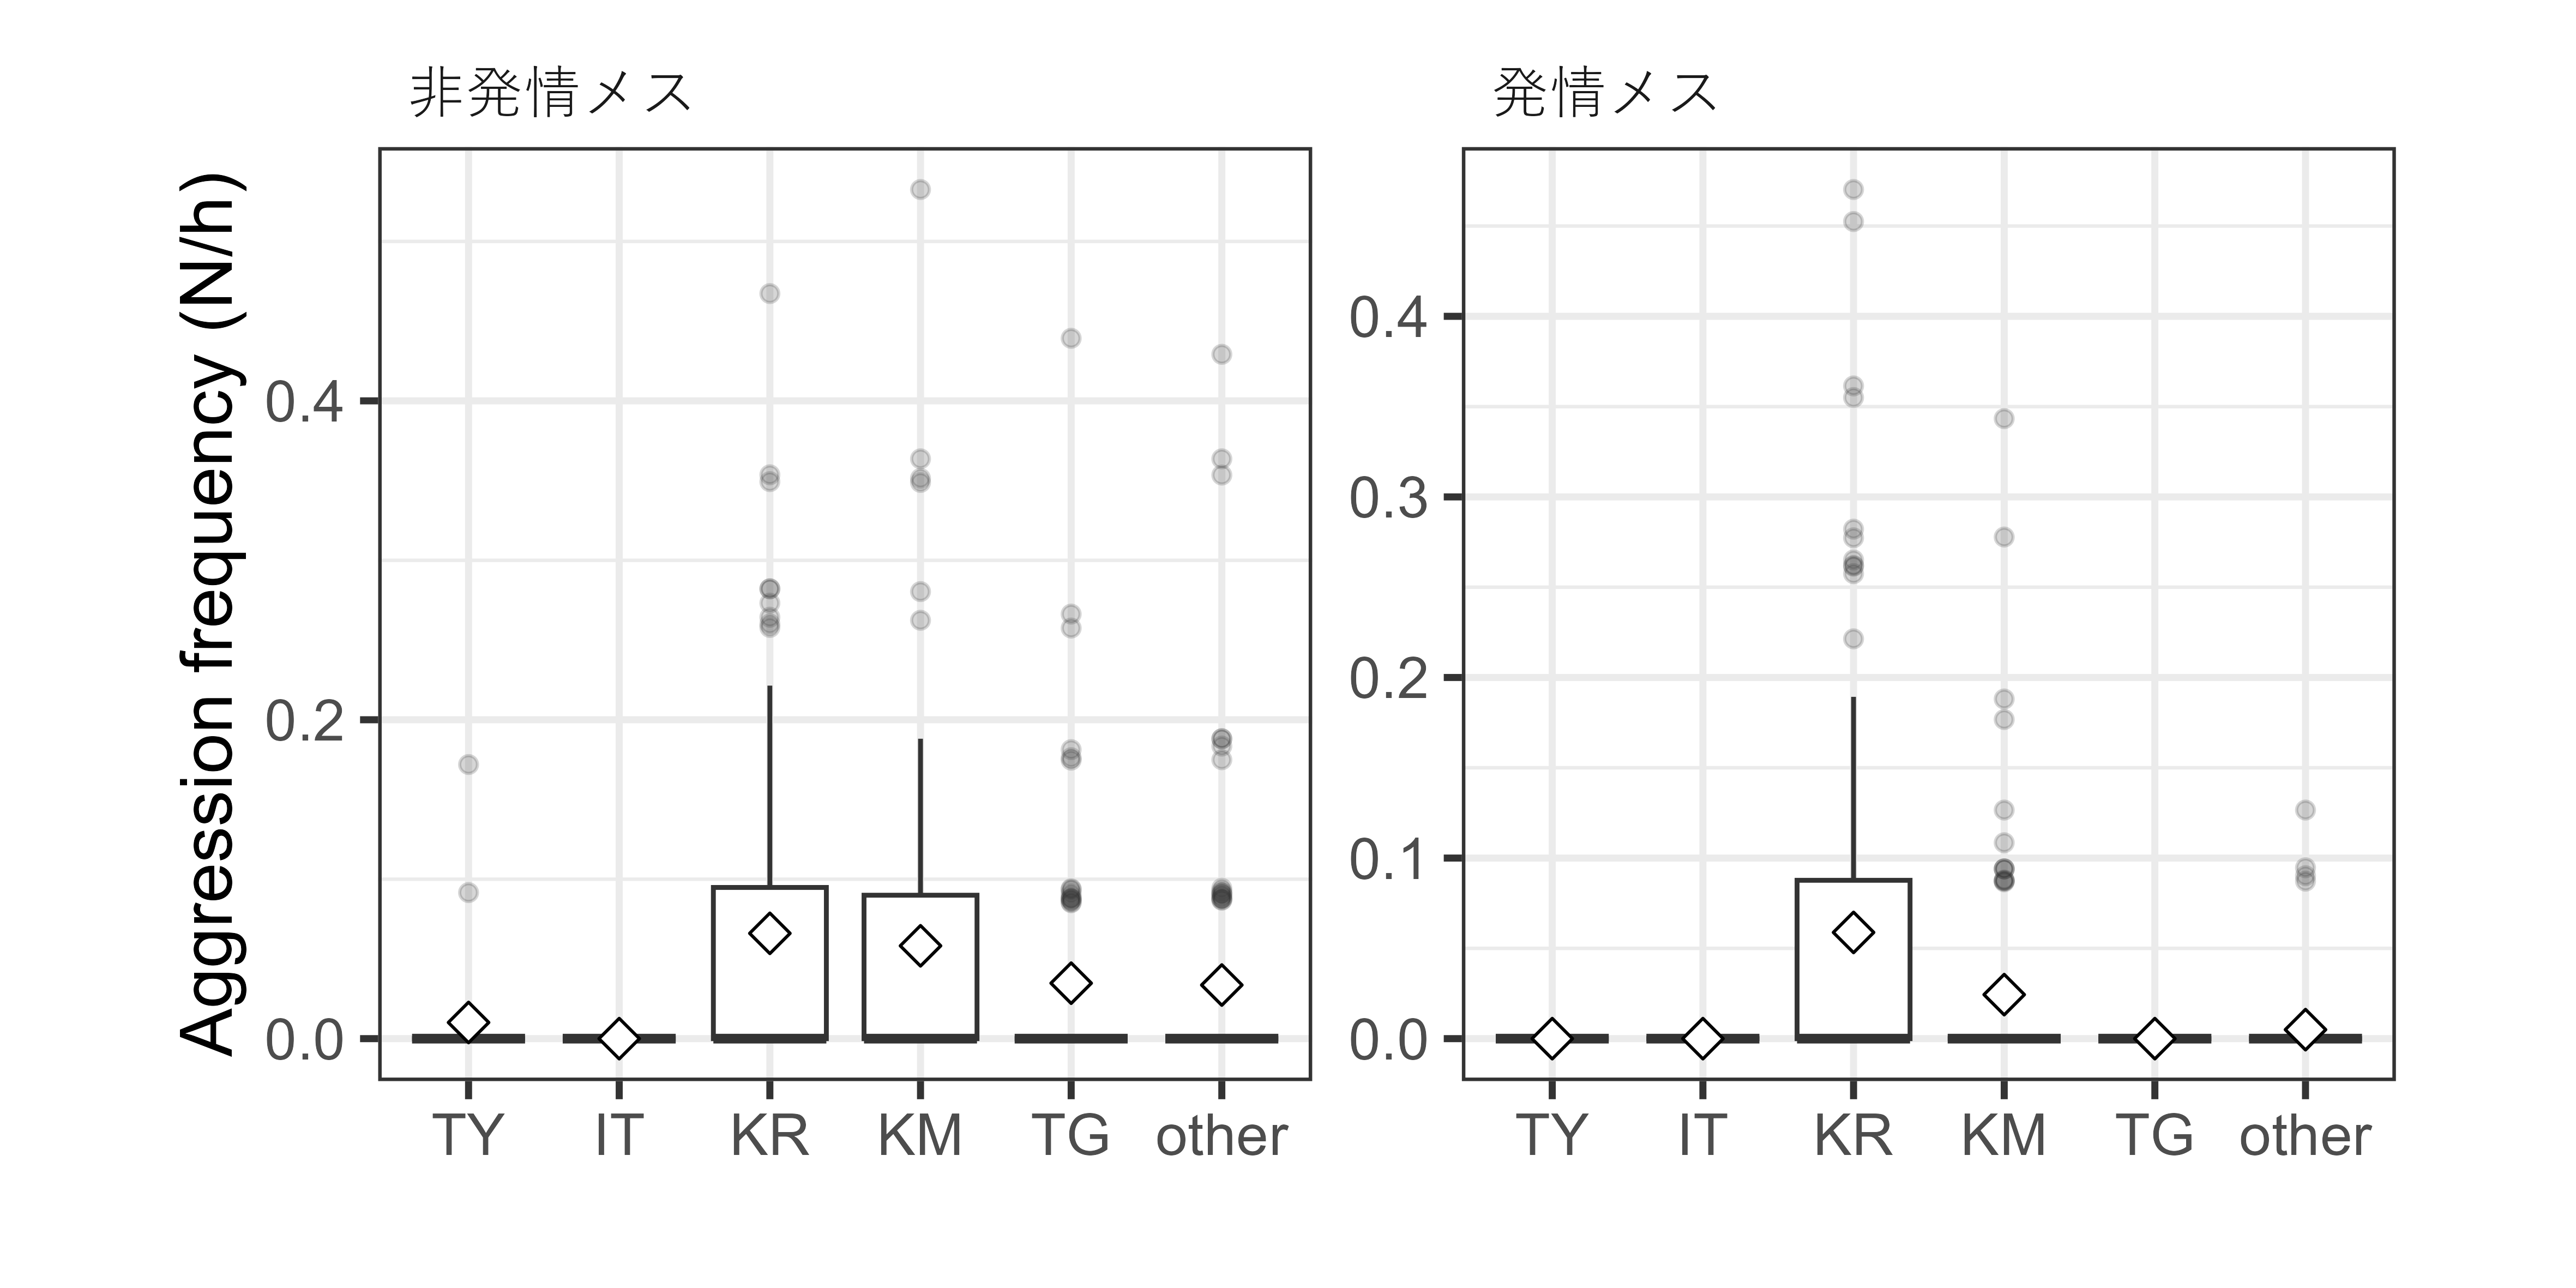 非発情メス
発情メス
Aggression frequency (N/h)
0.4
0.2
0.0
TY IT KR KM TG other
0.4
0.3
0.2
0.1
0.0
TY IT KR KM TG other